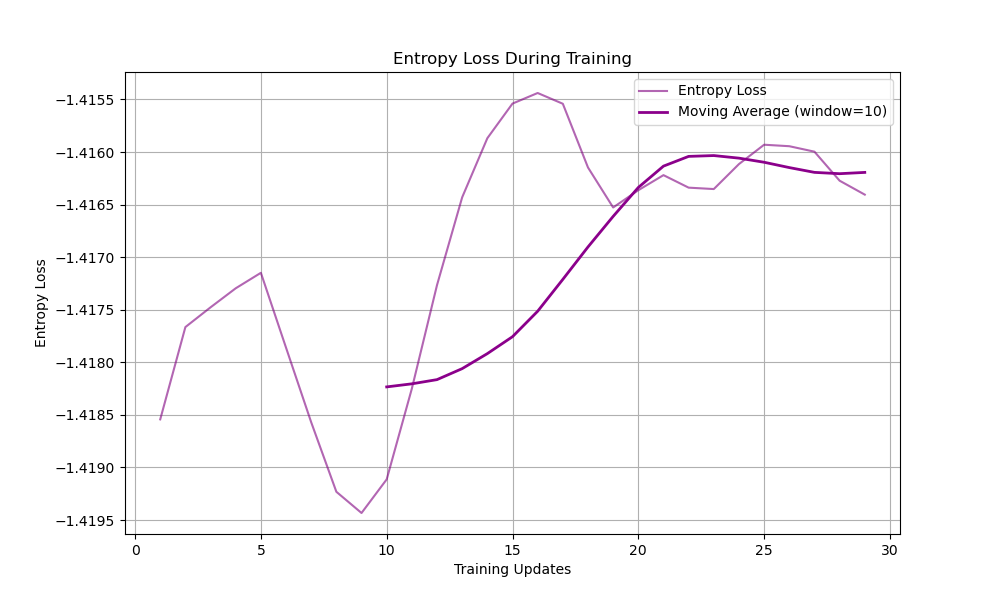 Entropy Loss During Training
Entropy Loss
Moving Average (window=10)
Entropy Loss
−1.4155
−1.4160
−1.4165
−1.4170
−1.4175
−1.4180
−1.4185
−1.4190
−1.4195
0 5 10 15 20 25 30
Training Updates